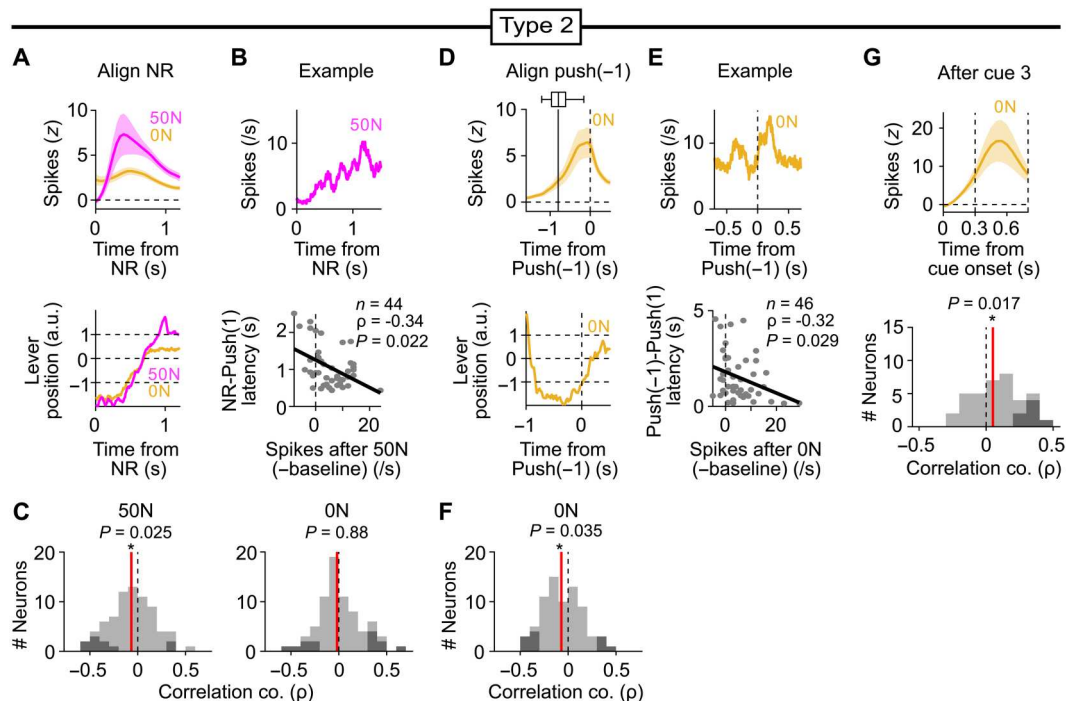 Type 2
A
Align NR
10
5
0
Spikes (z)
50N
0N
0
1
Time from
NR (s)
Lever
position (a.u.)
1
0
−1
50N
0N
0
1
Time from
NR (s)
B
Example
Spikes (/s)
10
0
50N
0
1
Time from
NR (s)
NR-Push(1)
latency (s)
2
1
0
n = 44
ρ = -0.34
P = 0.022
0
20
Spikes after 50N
(−baseline) (/s)
D
Align push(−1)
Spikes (z)
10
5
0
0N
−1
0
Time from
Push(−1) (s)
Lever
position (a.u.)
1
0
−1
0N
−1
0
Time from
Push(−1) (s)
E
Example
Spikes (/s)
10
0
0N
−0.5
0
0.5
Time from
Push(−1) (s)
Push(−1)-Push(1)
latency (s)
5
0
n = 46
ρ = -0.32
P = 0.029
0
20
Spikes after 0N
(−baseline) (/s)
G
After cue 3
Spikes (z)
20
10
0
0N
0
0.3
0.6
Time from
cue onset (s)
P = 0.017
*
# Neurons
15
10
5
0
−0.5
0
0.5
Correlation co. (ρ)
C
50N
P = 0.025
*
# Neurons
20
10
0
−0.5
0
0.5
0N
P = 0.88
20
10
0
−0.5
0
0.5
Correlation co. (ρ)
F
0N
P = 0.035
*
# Neurons
20
10
0
−0.5
0
0.5
Correlation co. (ρ)